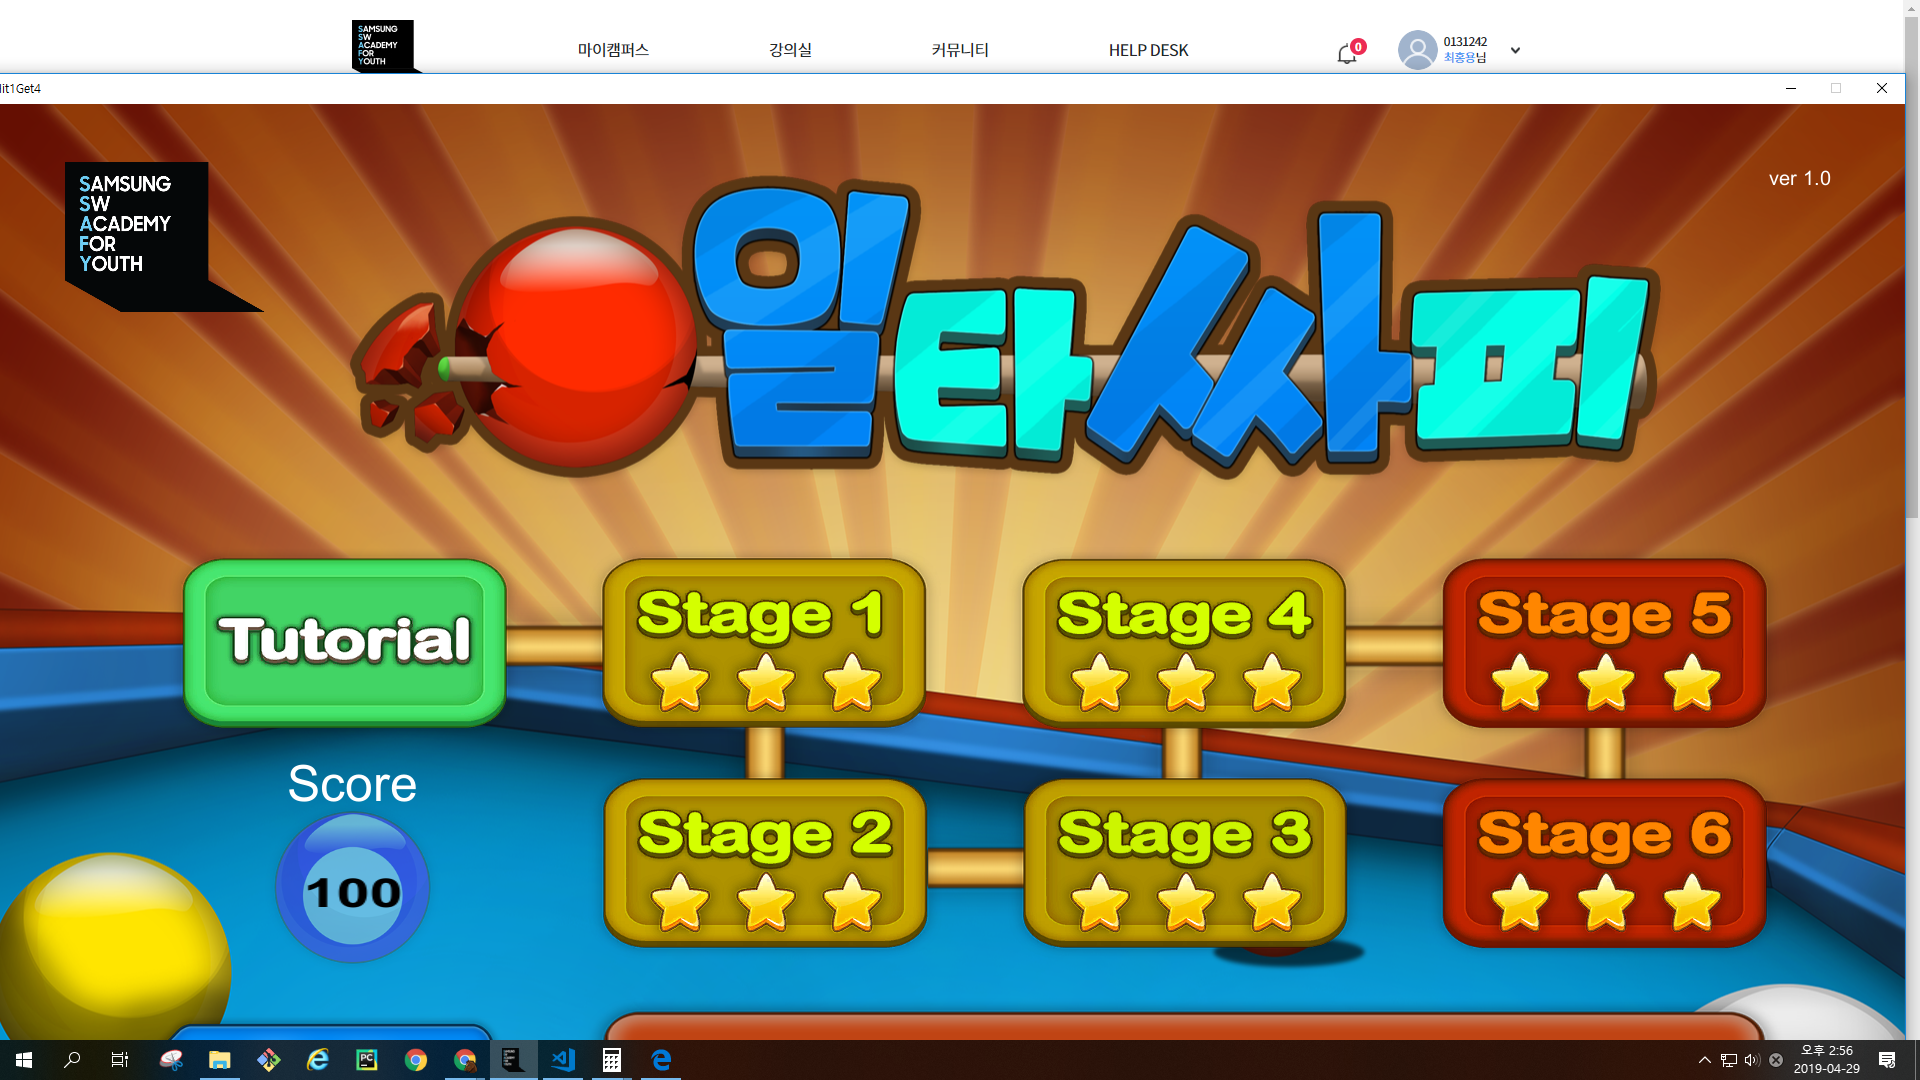 SAMSUNG
SW
ACADEMY
FOR
YOUTH
마이캠퍼스
강의실
커뮤니티
HELP DESK
0
0131242
최홍용님
it1Get4
SAMSUNG
SW
ACADEMY
FOR
YOUTH
ver 1.0
일타싸피
Tutorial
Stage 1
Stage 4
Stage 5
Score
100
Stage 2
Stage 3
Stage 6
PC
오후 2:56
2019-04-29